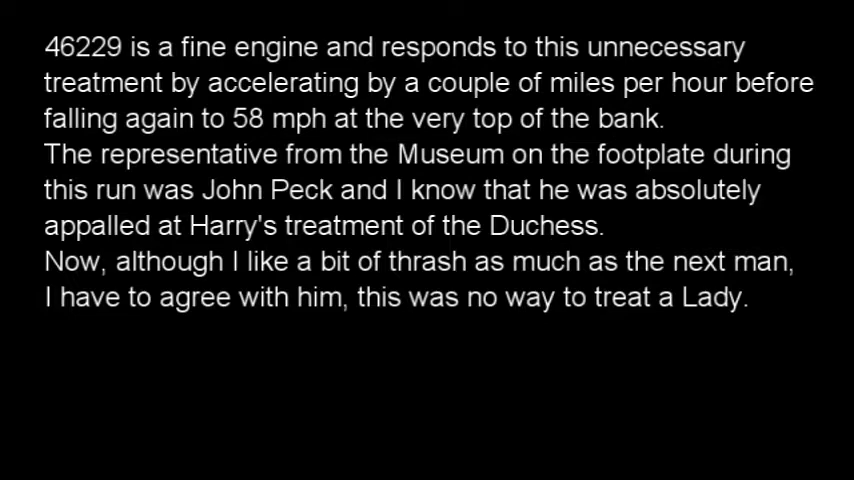 46229 is a fine engine and responds to this unnecessary
treatment by accelerating by a couple of miles per hour before
falling again to 58 mph at the very top of the bank.
The representative from the Museum on the footplate during
this run was John Peck and I know that he was absolutely
appalled at Harry's treatment of the Duchess.
Now, although I like a bit of thrash as much as the next man,
I have to agree with him, this was no way to treat a Lady.